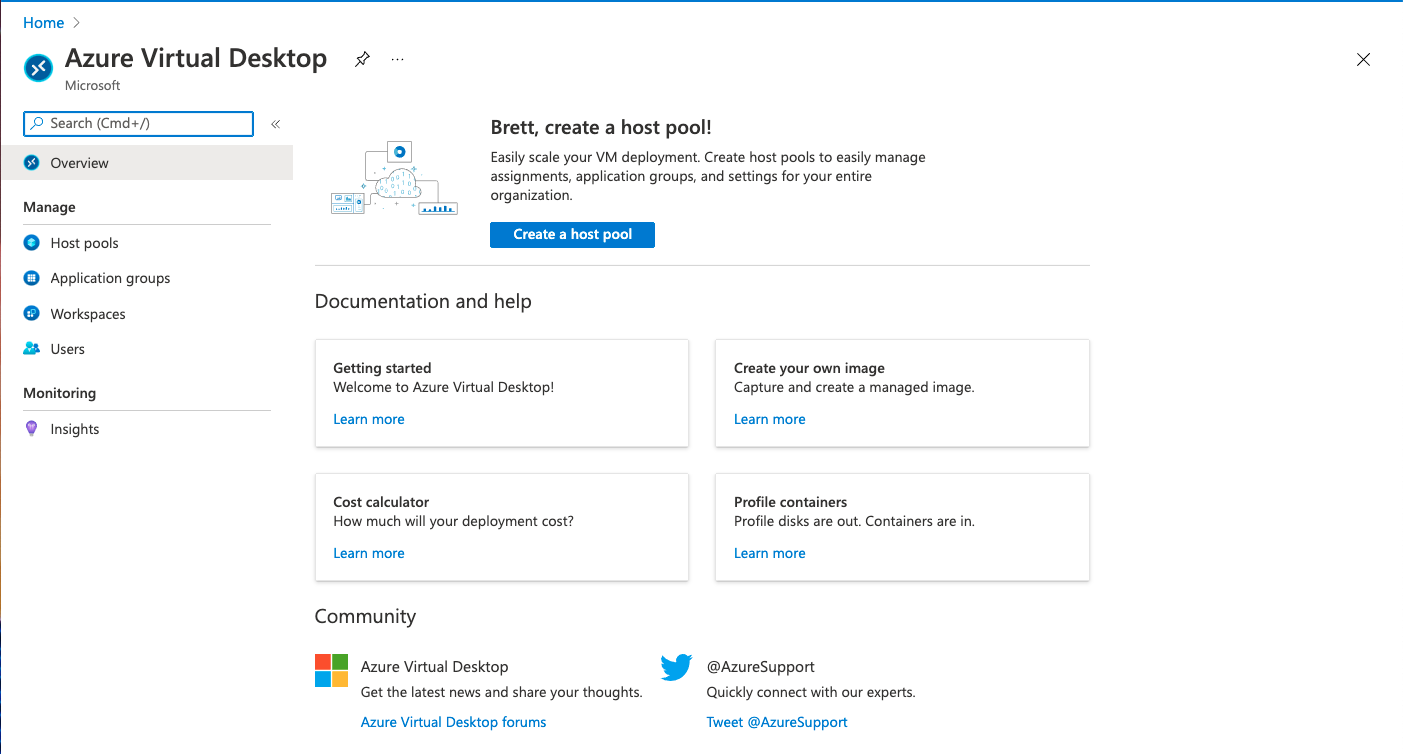 Home
Azure Virtual Desktop
Microsoft
Search (Cmd+/)
Overview
Manage
Host pools
Application groups
Workspaces
Users
Monitoring
Insights
Brett, create a host pool!
Easily scale your VM deployment. Create host pools to easily manage
assignments, application groups, and settings for your entire
organization.
Create a host pool
Documentation and help
Getting started
Welcome to Azure Virtual Desktop!
Learn more
Create your own image
Capture and create a managed image.
Learn more
Cost calculator
How much will your deployment cost?
Learn more
Profile containers
Profile disks are out. Containers are in.
Learn more
Community
Azure Virtual Desktop
Get the latest news and share your thoughts.
Azure Virtual Desktop forums
@AzureSupport
Quickly connect with our experts.
Tweet @AzureSupport